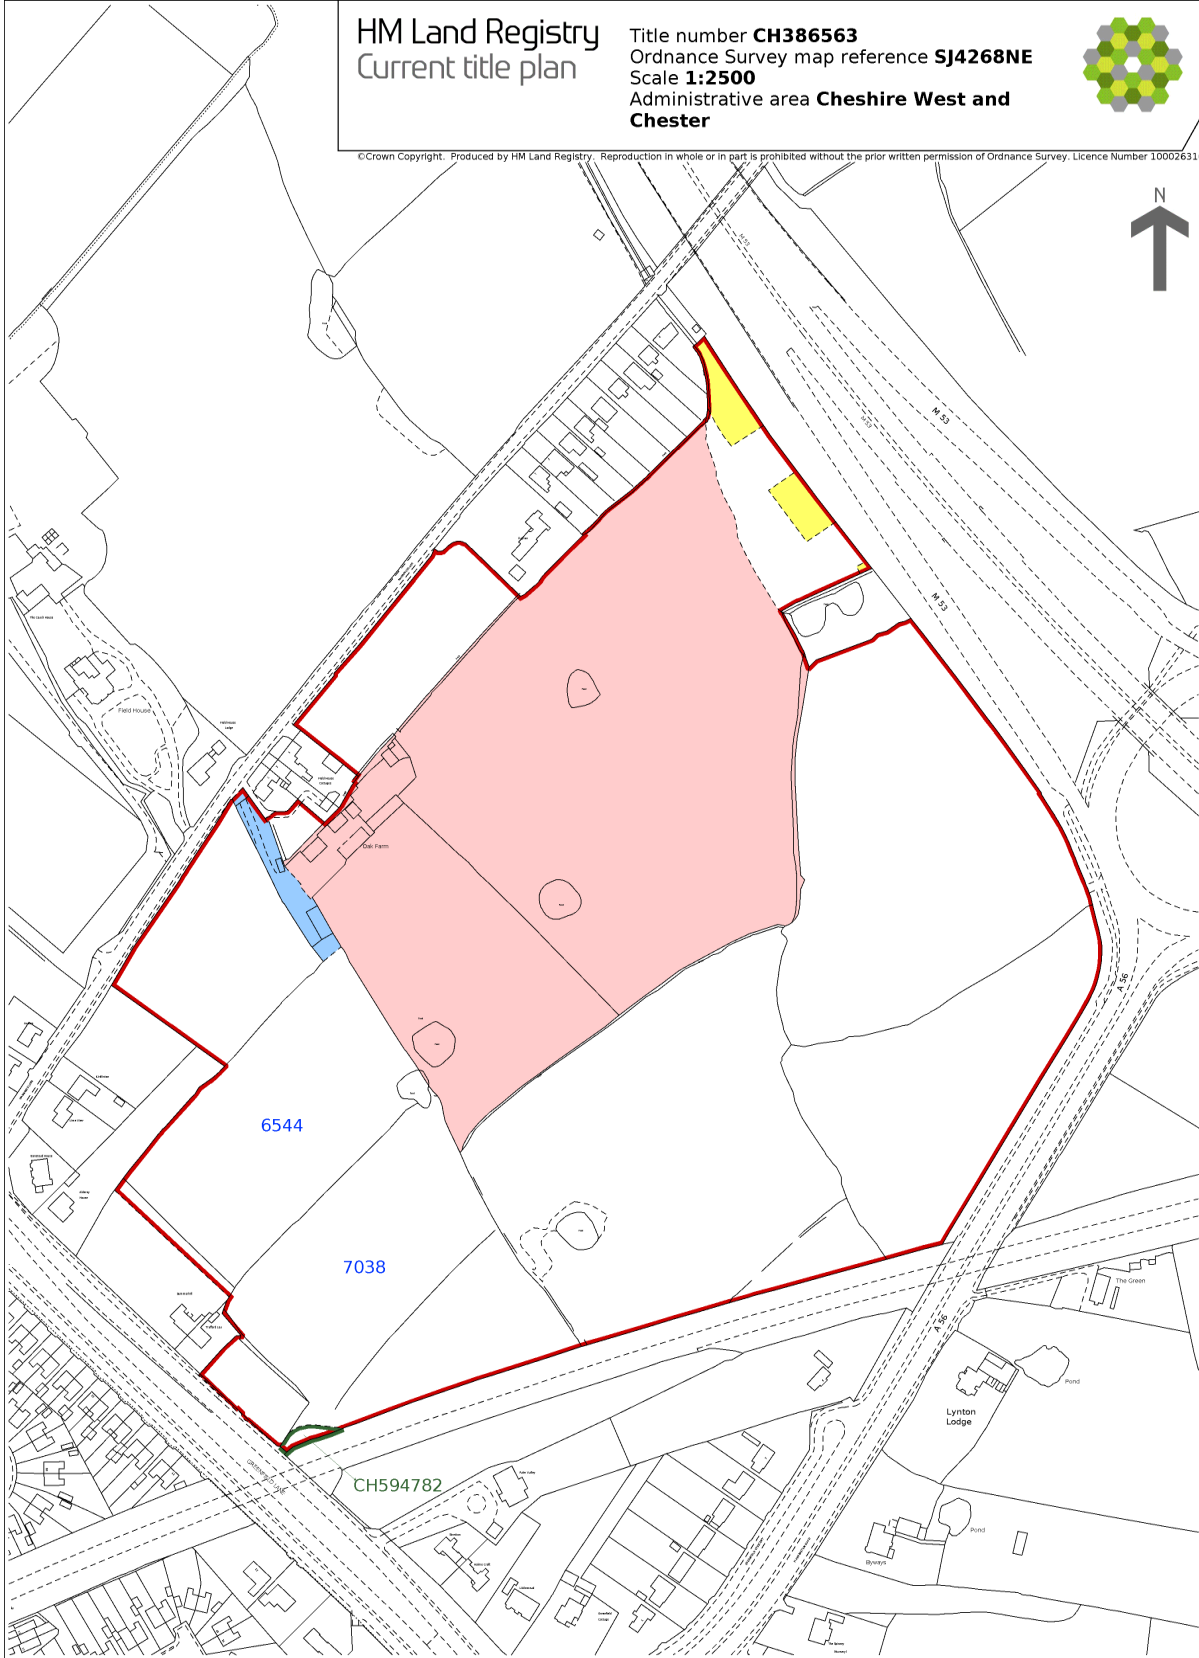 HM Land Registry
Current title plan
Title number CH386563
Ordnance Survey map reference SJ4268NE
Scale 1:2500
Administrative area Cheshire West and
Chester
©Crown Copyright. Produced by HM Land Registry. Reproduction in whole or in part is prohibited without the prior written permission of Ordnance Survey. Licence Number 10002631
N
M 53
M 53
M 53
M 53
Field House
Oak Farm
A 56
6544
7038
The Green
A 56
Pond
Lynton
Lodge
CH594782
Pond
Byways